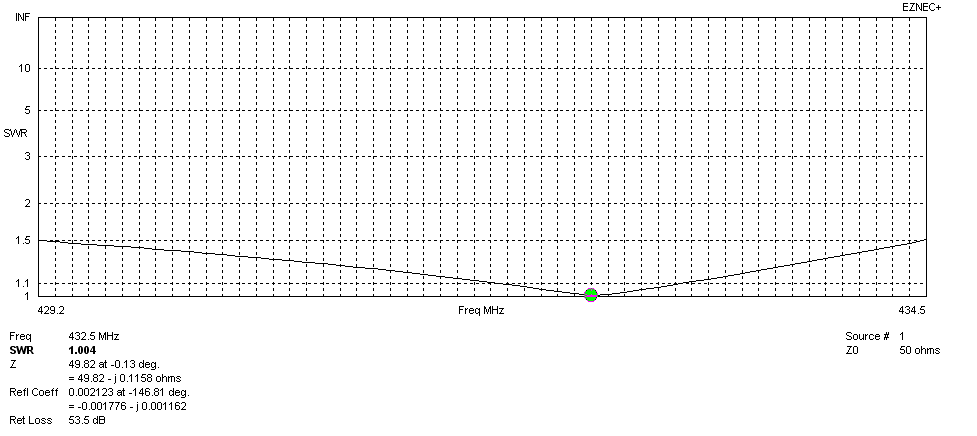 EZNEC+
INF
10
5
SWR
3
2
1.5
1.1
1
429.2 Freq MHz 434.5
Freq 432.5 MHz Source # 1
SWR 1.004 Z0 50 ohms
Z 49.82 at -0.13 deg.
= 49.82 - j 0.1158 ohms
Refl Coeff 0.002123 at -146.81 deg.
= -0.001776 - j 0.001162
Ret Loss 53.5 dB